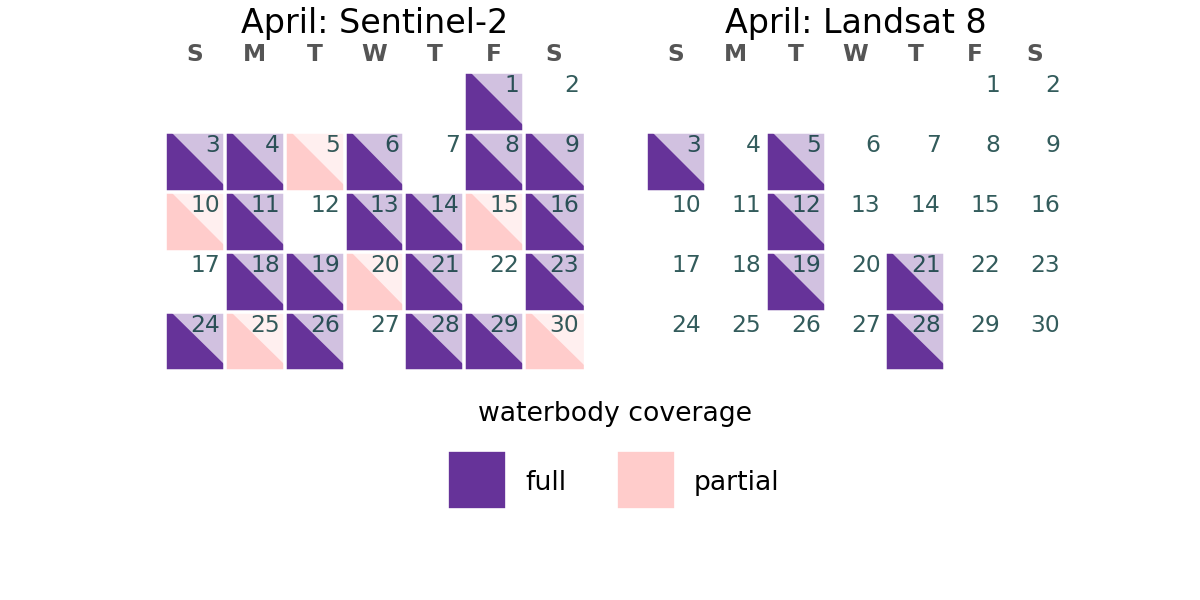 April: Sentinel-2
S M T W T F S
1 2
3 4 5 6 7 8 9
10 11 12 13 14 15 16
17 18 19 20 21 22 23
24 25 26 27 28 29 30
April: Landsat 8
S M T W T F S
1 2
3 4 5 6 7 8 9
10 11 12 13 14 15 16
17 18 19 20 21 22 23
24 25 26 27 28 29 30
waterbody coverage
full
partial